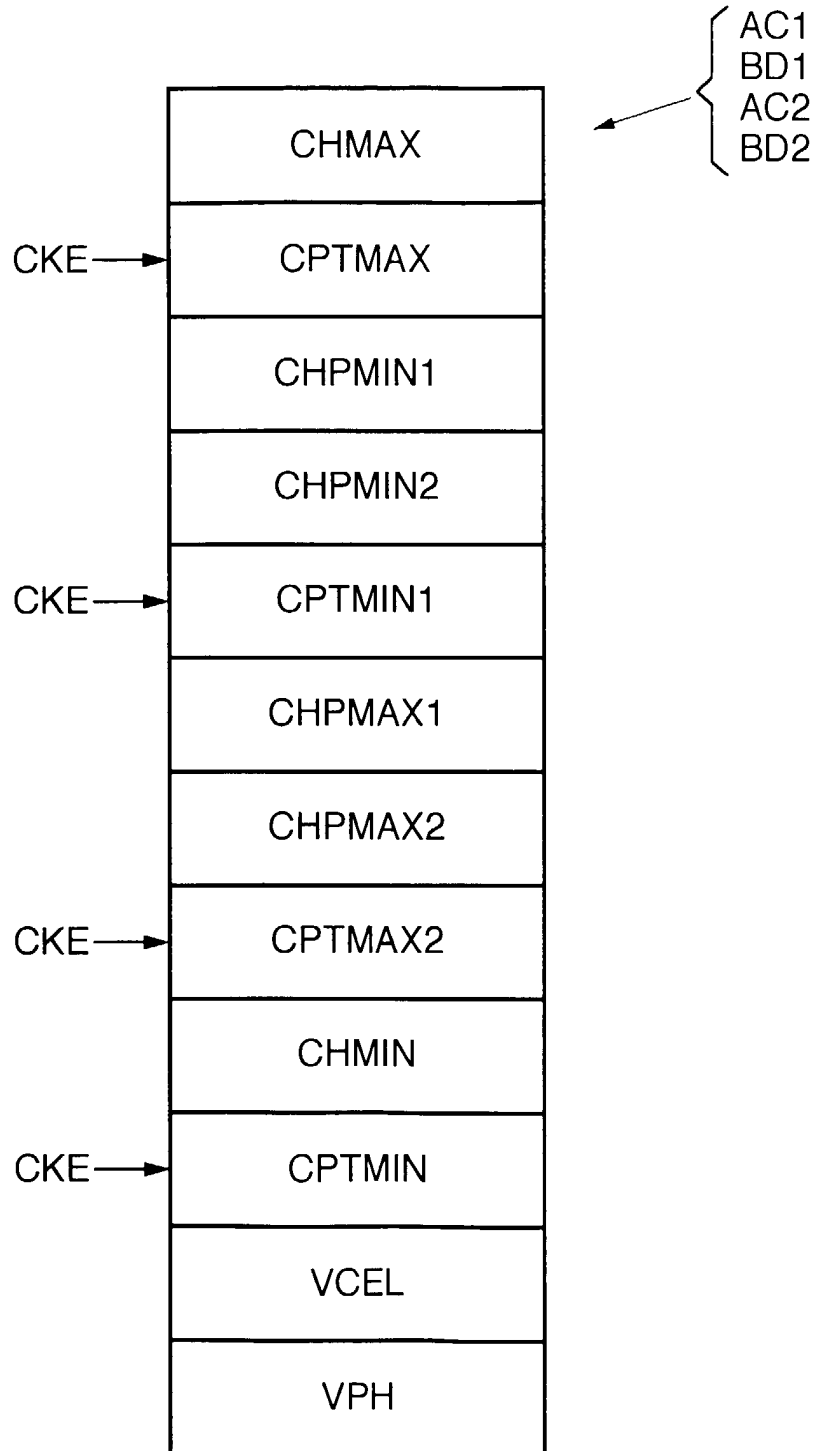 AC1
BD1
AC2
BD2
CHMAX
CKE CPTMAX
CHPMIN1
CHPMIN2
CKE CPTMIN1
CHPMAX1
CHPMAX2
CKE CPTMAX2
CHMIN
CKE CPTMIN
VCEL
VPH